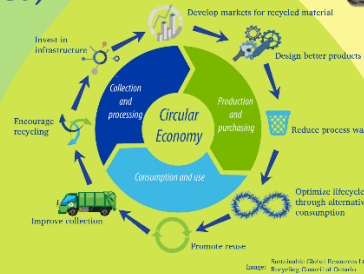 Develop markets for recycled material
Invest in
infrastructure
Design better products
Collection
and
processing
Production
and
purchasing
Circular
Economy
Encourage
recycling
Reduce process
Consumption and use
Optimize lifecycle
through
consumption
Improve collection
Promote reuse
Image: Sustainable Global Resources
Recycling Council of Ontario